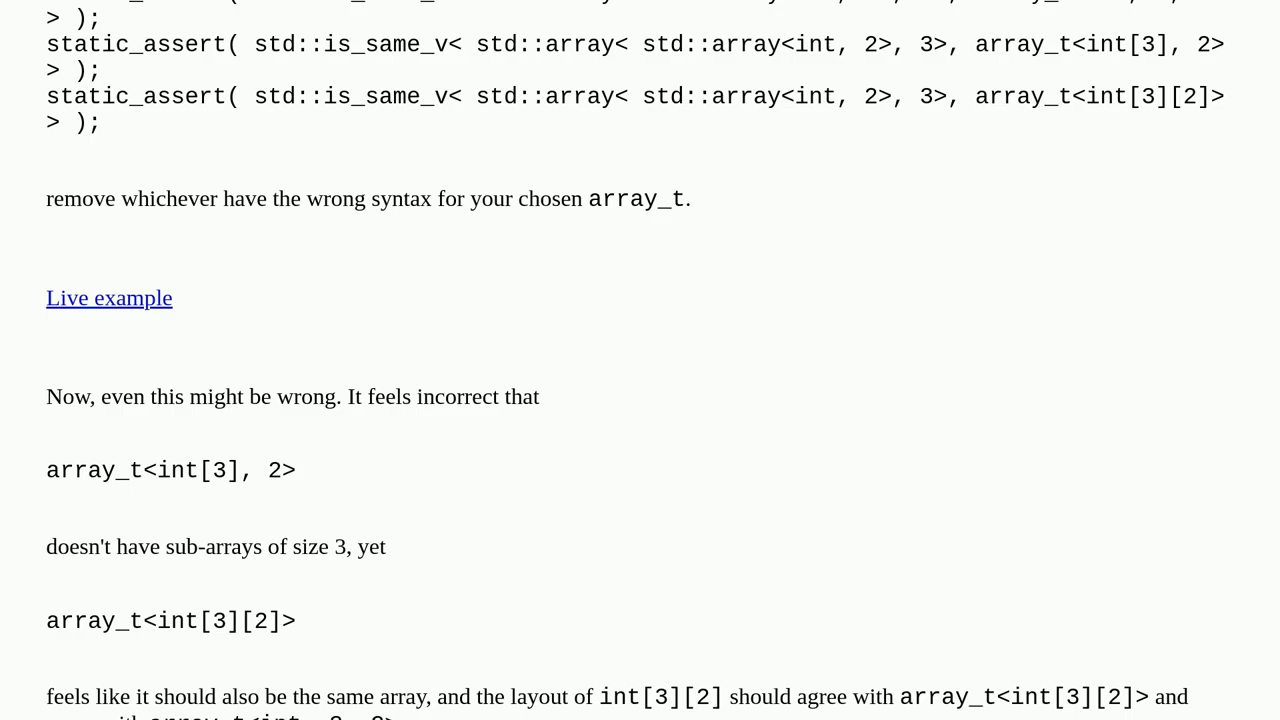 > );
static_assert( std::is_same_v< std::array< std::array<int, 2>, 3>, array_t<int[3], 2>
> );
static_assert( std::is_same_v< std::array< std::array<int, 2>, 3>, array_t<int[3][2]>
> );
remove whichever have the wrong syntax for your chosen array_t.
Live example
Now, even this might be wrong. It feels incorrect that
array_t<int[3], 2>
doesn't have sub-arrays of size 3, yet
array_t<int[3][2]>
feels like it should also be the same array, and the layout of int[3][2] should agree with array_t<int[3][2]> and